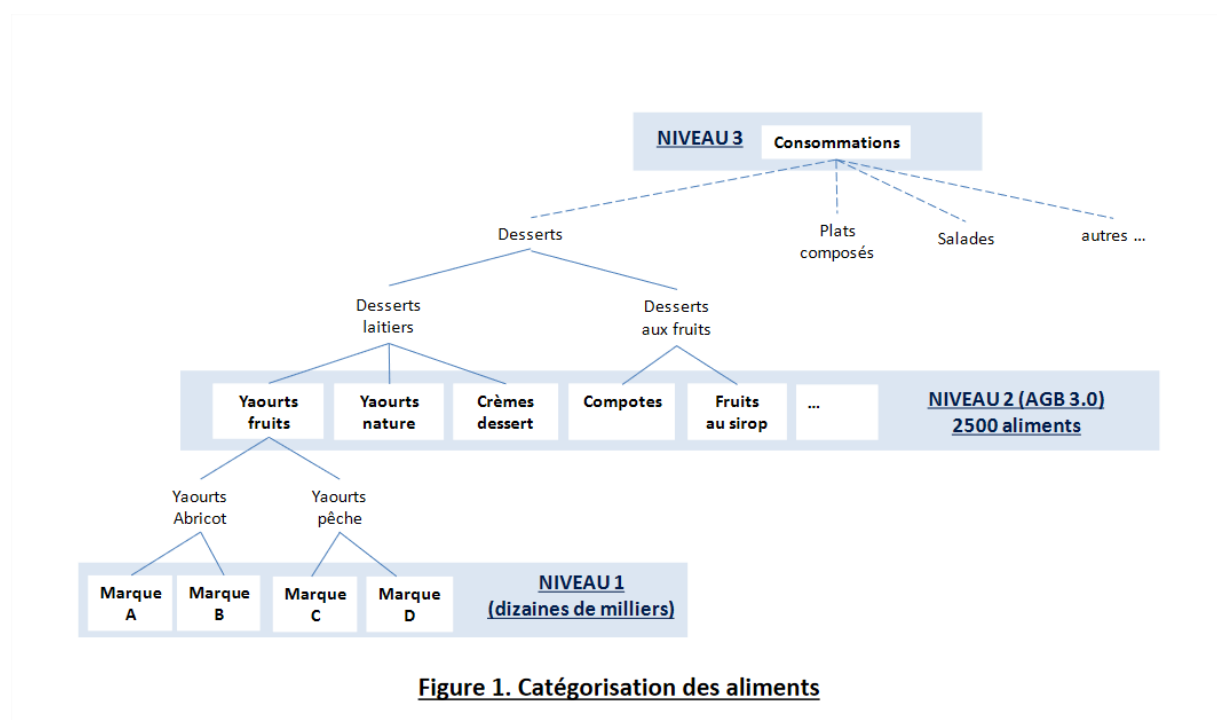 NIVEAU 3
Consommations
Desserts
Plats
composés
Salades
autres ...
Desserts
laitiers
Desserts
aux fruits
Yaourts
fruits
Yaourts
nature
Crèmes
dessert
Compotes
Fruits
au sirop
...
NIVEAU 2 (AGB 3.0)
2500 aliments
Yaourts
Abricot
Yaourts
pêche
Marque
A
Marque
B
Marque
C
Marque
D
NIVEAU 1
(dizaines de milliers)
Figure 1. Catégorisation des aliments